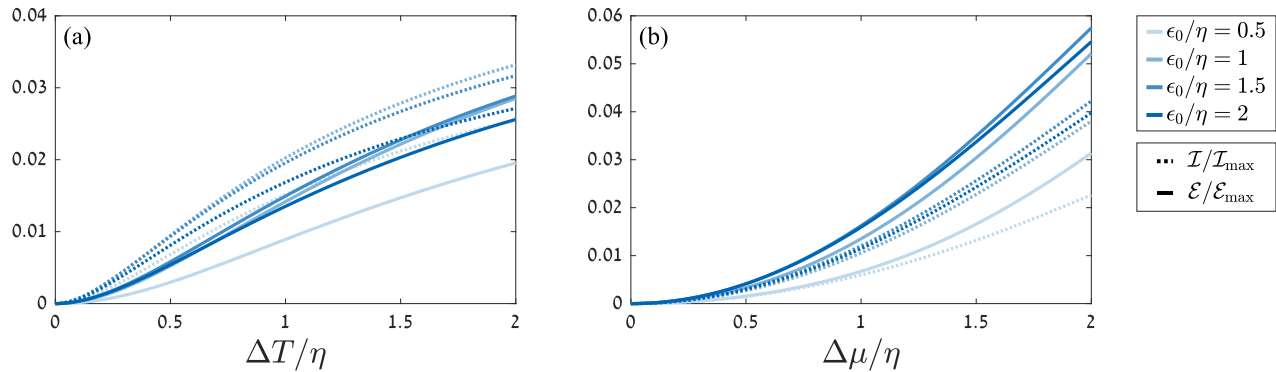 (a)
0.04
0.03
0.02
0.01
0
0 0.5 1 1.5 2
ΔT/η
(b)
0.06
0.05
0.04
0.03
0.02
0.01
0
0 0.5 1 1.5 2
Δμ/η
ϵ₀/η = 0.5
ϵ₀/η = 1
ϵ₀/η = 1.5
ϵ₀/η = 2
ℐ/ℐmax
ℰ/ℰmax